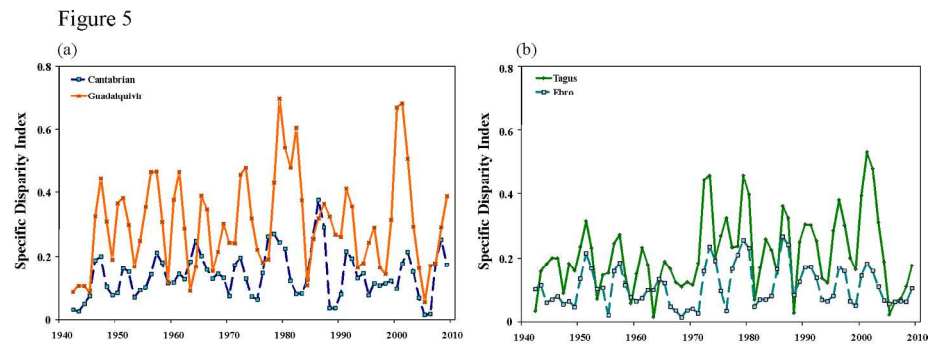 Figure 5
(a)
Specific Disparity Index
0.8
0.6
0.4
0.2
0
Cantabrian
Guadalquivir
1940 1950 1960 1970 1980 1990 2000 2010
(b)
Specific Disparity Index
0.8
0.6
0.4
0.2
0
Tagus
Ebro
1940 1950 1960 1970 1980 1990 2000 2010